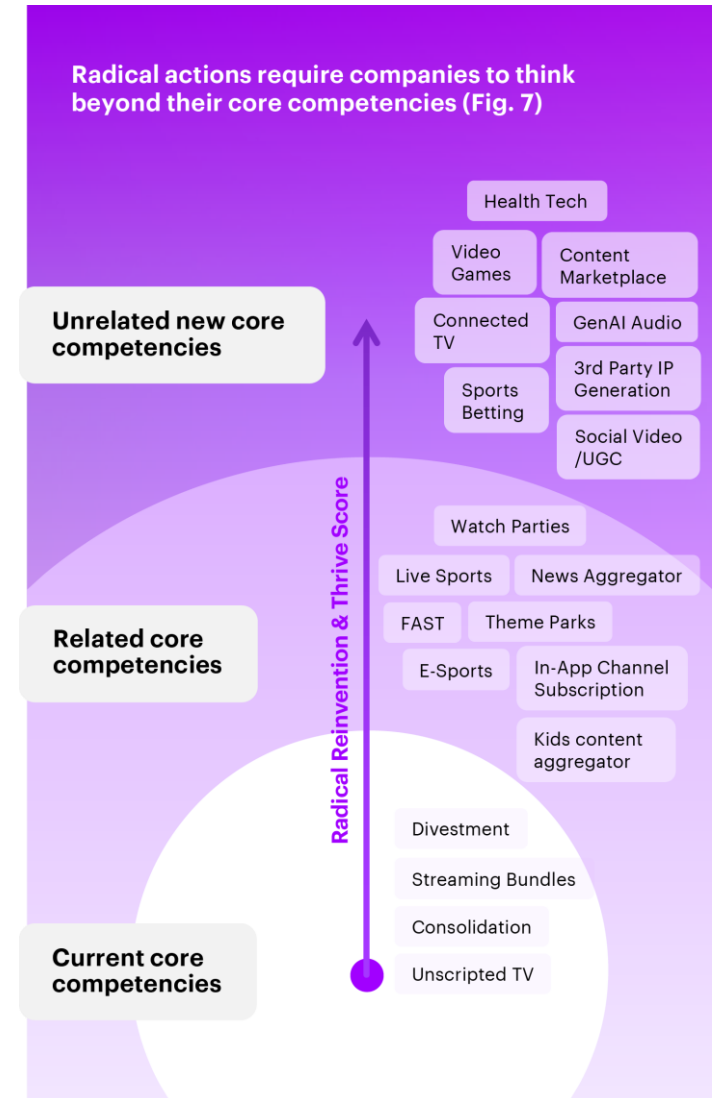 Radical actions require companies to think
beyond their core competencies (Fig. 7)
Health Tech
Video
Games
Content
Marketplace
Unrelated new core
competencies
Connected
TV
GenAI Audio
3rd Party IP
Generation
Sports
Betting
Social Video
/UGC
Radical Reinvention & Thrive Score
Watch Parties
Live Sports
News Aggregator
Related core
competencies
FAST
Theme Parks
E-Sports
In-App Channel
Subscription
Kids content
aggregator
Divestment
Streaming Bundles
Consolidation
Current core
competencies
Unscripted TV